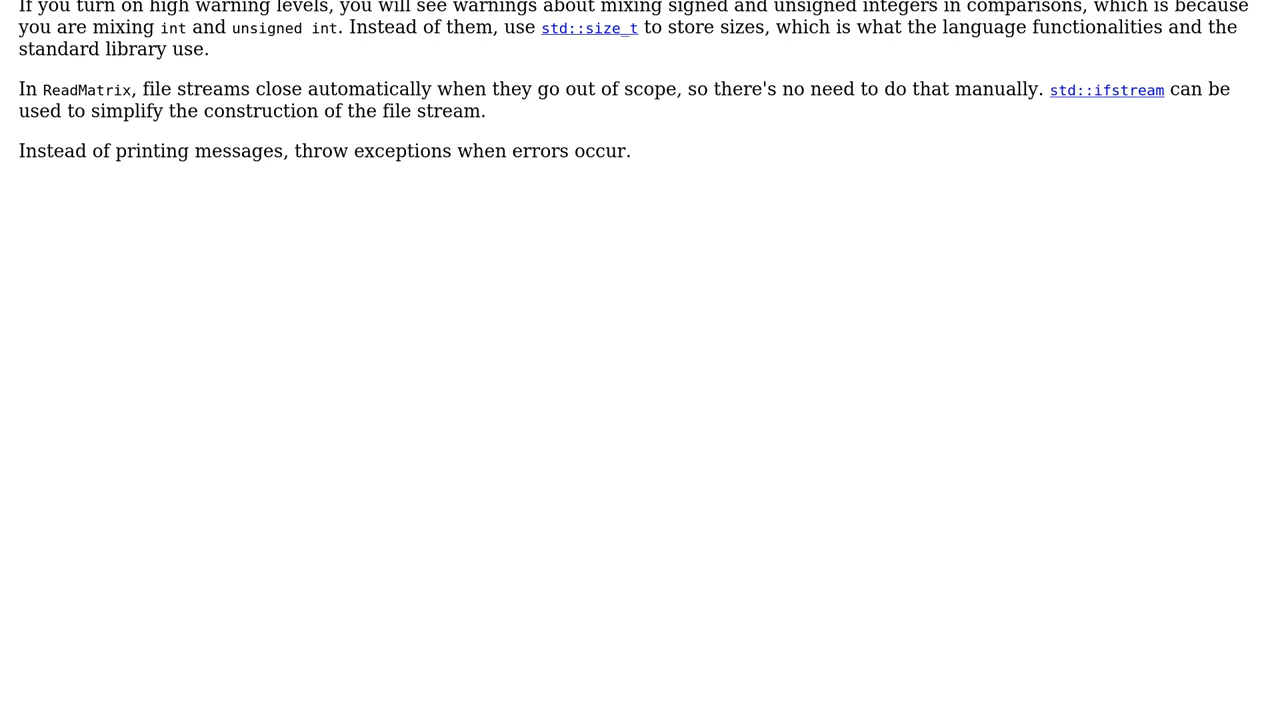 If you turn on high warning levels, you will see warnings about mixing signed and unsigned integers in comparisons, which is because
you are mixing int and unsigned int. Instead of them, use std::size_t to store sizes, which is what the language functionalities and the
standard library use.
In ReadMatrix, file streams close automatically when they go out of scope, so there's no need to do that manually. std::ifstream can be
used to simplify the construction of the file stream.
Instead of printing messages, throw exceptions when errors occur.